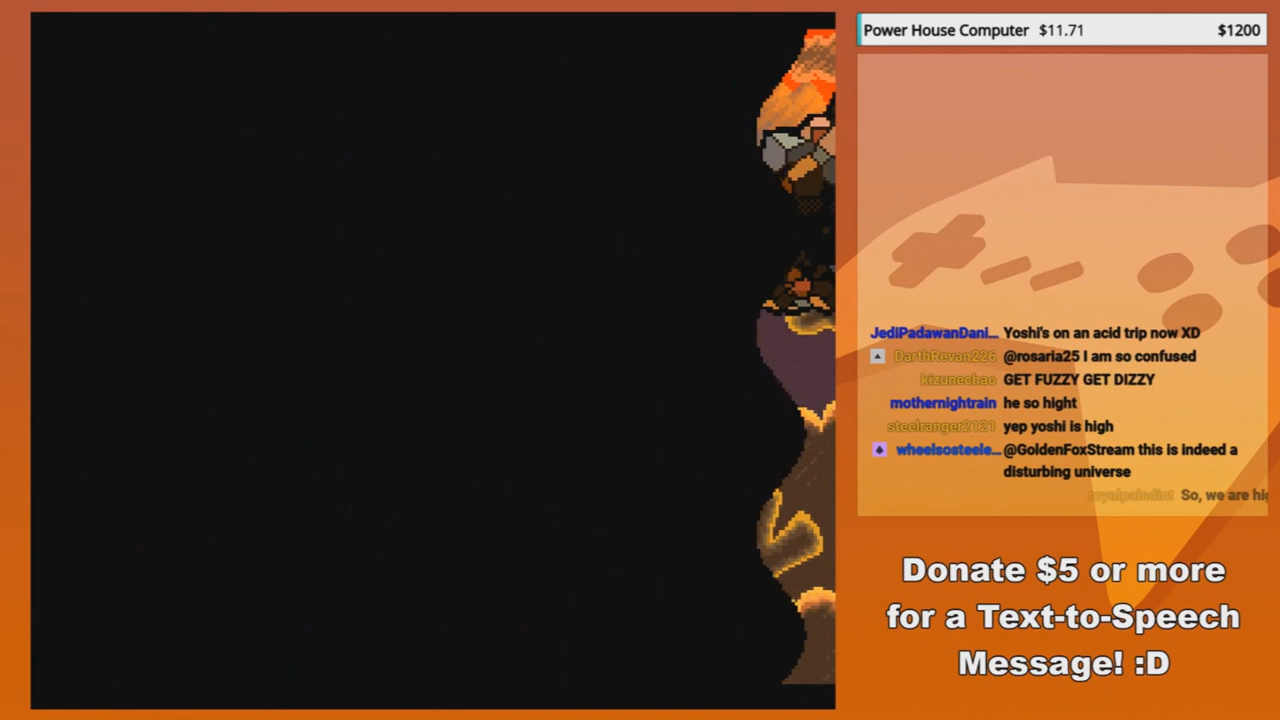 Power House Computer $11.71 $1200
JediPadawanDani... Yoshi's on an acid trip now XD
DarthRevan226 @rosaria25 I am so confused
kizunechao GET FUZZY GET DIZZY
mothernightrain he so hight
steelranger2121 yep yoshi is high
wheelsosteele... @GoldenFoxStream this is indeed a
disturbing universe
royalpaladint So, we are hig
Donate $5 or more
for a Text-to-Speech
Message! :D